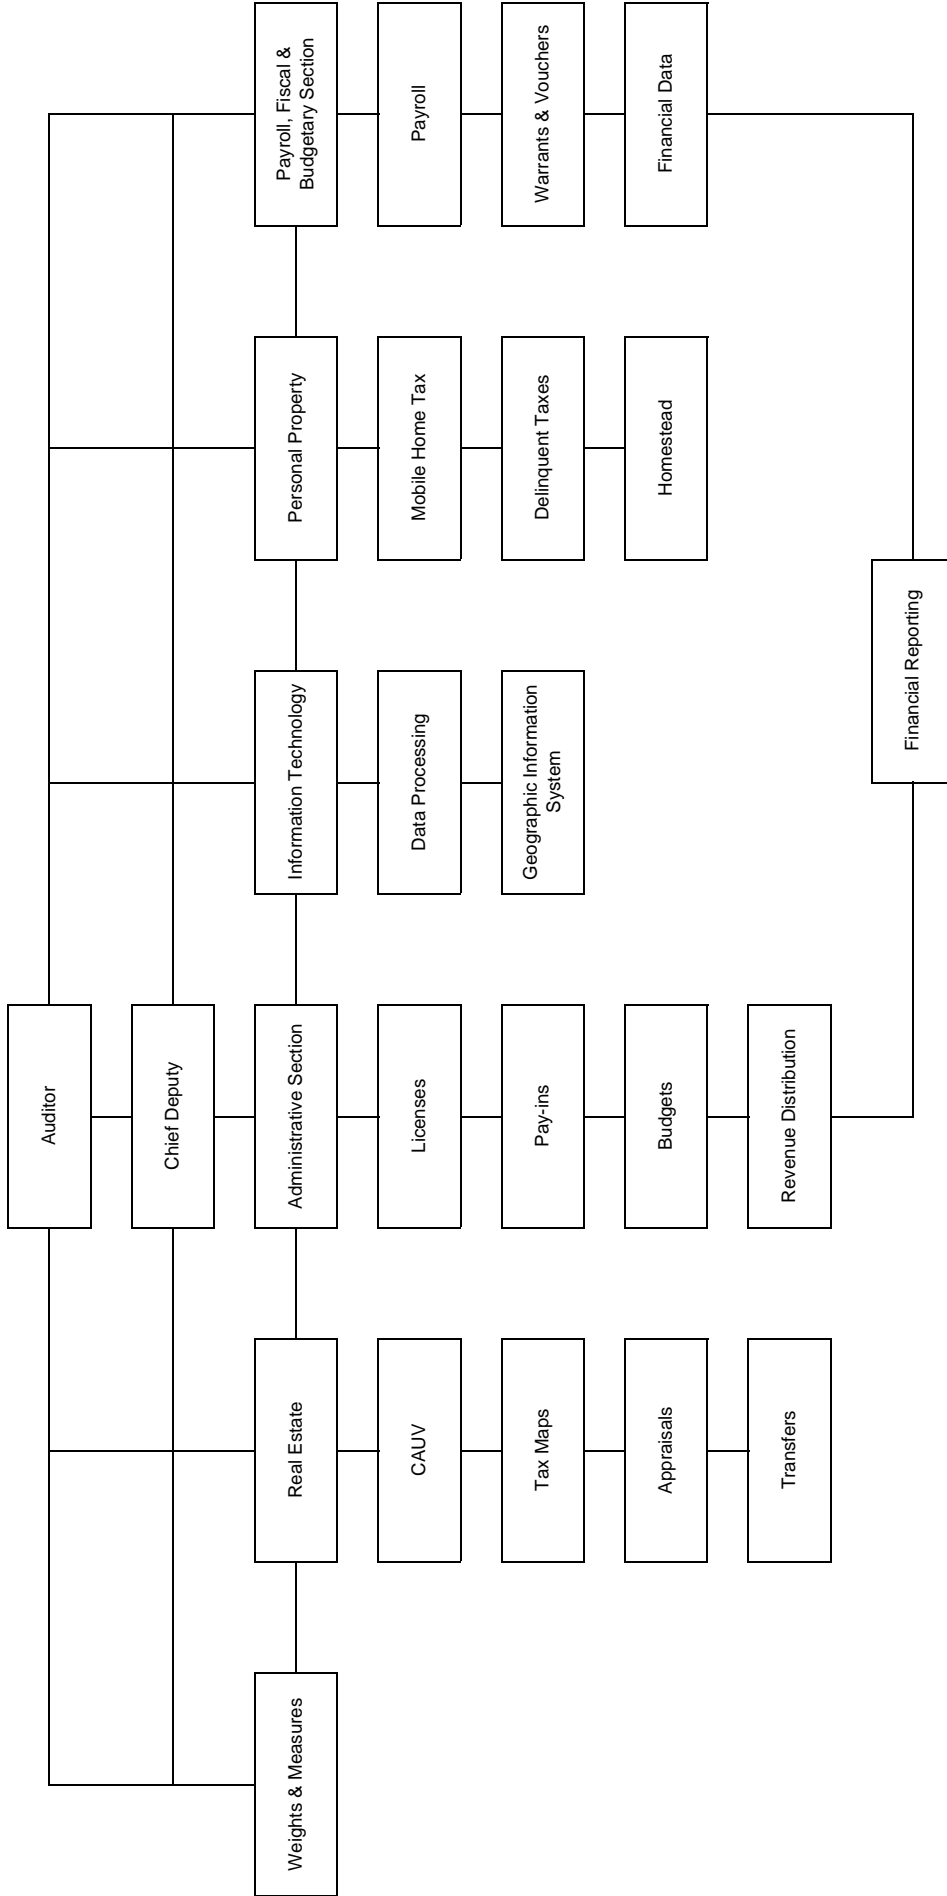 Auditor
Chief Deputy
Weights & Measures
Real Estate
Administrative Section
Information Technology
Personal Property
Payroll, Fiscal &
Budgetary Section
CAUV
Licenses
Data Processing
Mobile Home Tax
Payroll
Tax Maps
Pay-ins
Geographic Information
System
Delinquent Taxes
Warrants & Vouchers
Appraisals
Budgets
Homestead
Financial Data
Transfers
Revenue Distribution
Financial Reporting